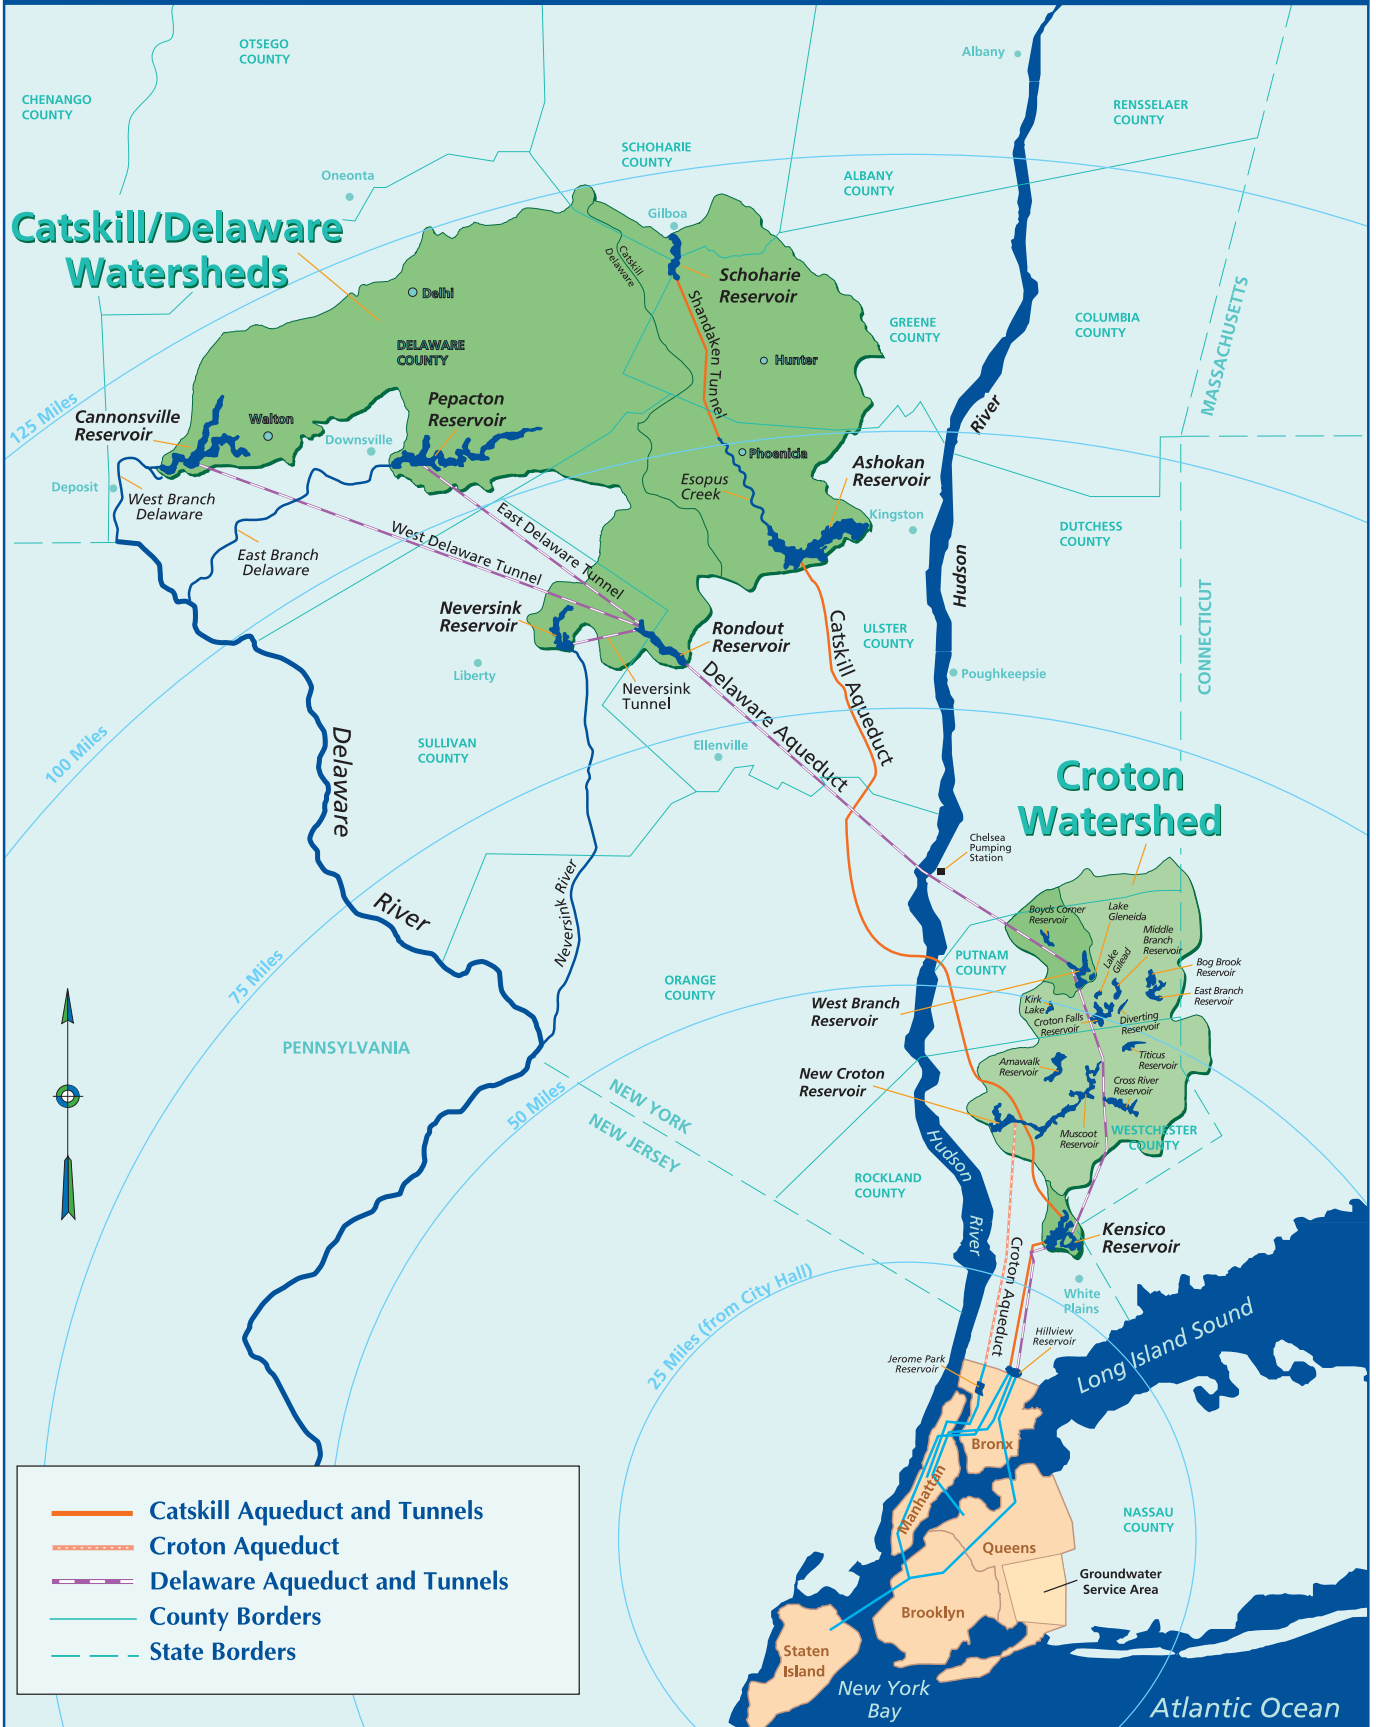 Albany
OTSEGO
COUNTY
CHENANGO
COUNTY
RENSSELAER
COUNTY
SCHOHARIE
COUNTY
ALBANY
COUNTY
Oneonta
Catskill/Delaware
Watersheds
Gilboa
Catskill
Delaware
Schoharie
Reservoir
Delhi
MASSACHUSETTS
COLUMBIA
COUNTY
GREENE
COUNTY
Shandaken Tunnel
DELAWARE
COUNTY
Hunter
125 Miles
Cannonsville
Reservoir
Walton
Pepacton
Reservoir
Downsville
River
Phoenicia
Ashokan
Reservoir
Esopus
Creek
Deposit
West Branch
Delaware
Kingston
East Delaware Tunnel
West Delaware Tunnel
DUTCHESS
COUNTY
East Branch
Delaware
Hudson
Neversink
Reservoir
Rondout
Reservoir
ULSTER
COUNTY
CONNECTICUT
Catskill Aqueduct
Liberty
Neversink
Tunnel
Poughkeepsie
Delaware Aqueduct
100 Miles
Delaware
SULLIVAN
COUNTY
Ellenville
Croton
Watershed
Chelsea
Pumping
Station
River
Neversink River
Boyds Corner
Reservoir
Lake
Gleneida
Middle
Branch
Reservoir
Lake
Gilead
Bog Brook
Reservoir
East Branch
Reservoir
75 Miles
PUTNAM
COUNTY
ORANGE
COUNTY
West Branch
Reservoir
Kirk
Lake
Croton Falls
Reservoir
Diverting
Reservoir
PENNSYLVANIA
Titicus
Reservoir
Amawalk
Reservoir
New Croton
Reservoir
Cross River
Reservoir
50 Miles
NEW YORK
NEW JERSEY
Muscoot
Reservoir
WESTCHESTER
COUNTY
Hudson
River
ROCKLAND
COUNTY
Kensico
Reservoir
Croton Aqueduct
25 Miles (from City Hall)
White
Plains
Long Island Sound
Hillview
Reservoir
Jerome Park
Reservoir
Bronx
Manhattan
NASSAU
COUNTY
Queens
Groundwater
Service Area
Brooklyn
Staten
Island
New York
Bay
Atlantic Ocean
Catskill Aqueduct and Tunnels
Croton Aqueduct
Delaware Aqueduct and Tunnels
County Borders
State Borders